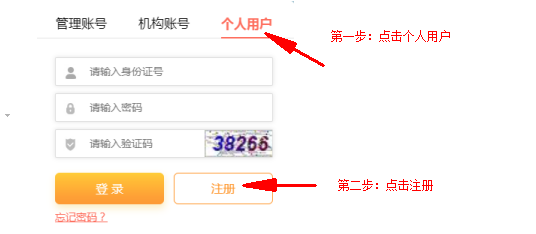 管理账号 机构账号 个人用户
第一步：点击个人用户
请输入身份证号
请输入密码
请输入验证码 38266
登录 注册
第二步：点击注册
忘记密码？